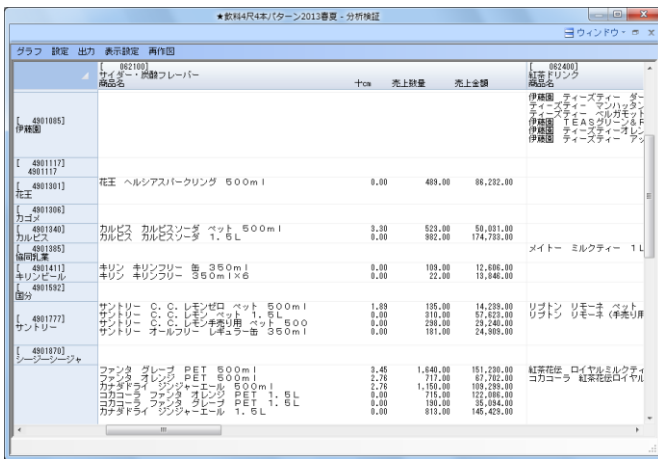 ★飲料4尺4本パターン2013春夏 - 分析検証
ウィンドウ
グラフ 設定 出力 表示設定 再作図
[ 062100] [ 062400]
サイダー・炭酸フレーバー 紅茶ドリンク
商品名 十cm 売上数量 売上金額 商品名
[ 4901085]
伊藤園
伊藤園 ティーズティー ダー
ティーズティー マンハッタン
ティーズティー ベルガモット
伊藤園 TEASグリーン&R
伊藤園 ティーズティーオレン
伊藤園 ティーズティー アッ
[ 4901117]
4901117
[ 4901301]
花王
花王 ヘルシアスパークリング 500ml 0.00 489.00 86,232.00
[ 4901306]
カゴメ
[ 4901340]
カルピス
カルピス カルピスソーダ ペット 500ml 3.30 523.00 50,031.00
カルピス カルピスソーダ 1.5L 0.00 982.00 174,733.00
[ 4901385]
協同乳業
メイトー ミルクティー 1L
[ 4901411]
キリンビール
キリン キリンフリー 缶 350ml 0.00 109.00 12,606.00
キリン キリンフリー 350ml×6 0.00 22.00 13,846.00
[ 4901592]
国分
[ 4901777]
サントリー
サントリー C.C.レモンゼロ ペット 500ml 1.89 135.00 14,239.00
サントリー C.C.レモン ペット 1.5L 0.00 310.00 57,623.00
サントリー C.C.レモン手売り用 ペット 500 0.00 298.00 29,240.00
サントリー オールフリー レギュラー缶 350ml 0.00 181.00 24,989.00
リプトン リモーネ ペット
リプトン リモーネ(手売り用
[ 4901870]
シージーシージャ
ファンタ グレープ PET 500ml 3.45 1,640.00 151,230.00
ファンタ オレンジ PET 500ml 2.76 717.00 67,702.00
カナダドライ ジンジャーエール 500ml 2.76 1,150.00 109,299.00
コカコーラ ファンタ オレンジ PET 1.5L 0.00 715.00 122,086.00
コカコーラ ファンタ グレープ PET 1.5L 0.00 190.00 35,094.00
カナダドライ ジンジャーエール 1.5L 0.00 813.00 145,429.00
紅茶花伝 ロイヤルミルクティ
コカコーラ 紅茶花伝ロイヤル